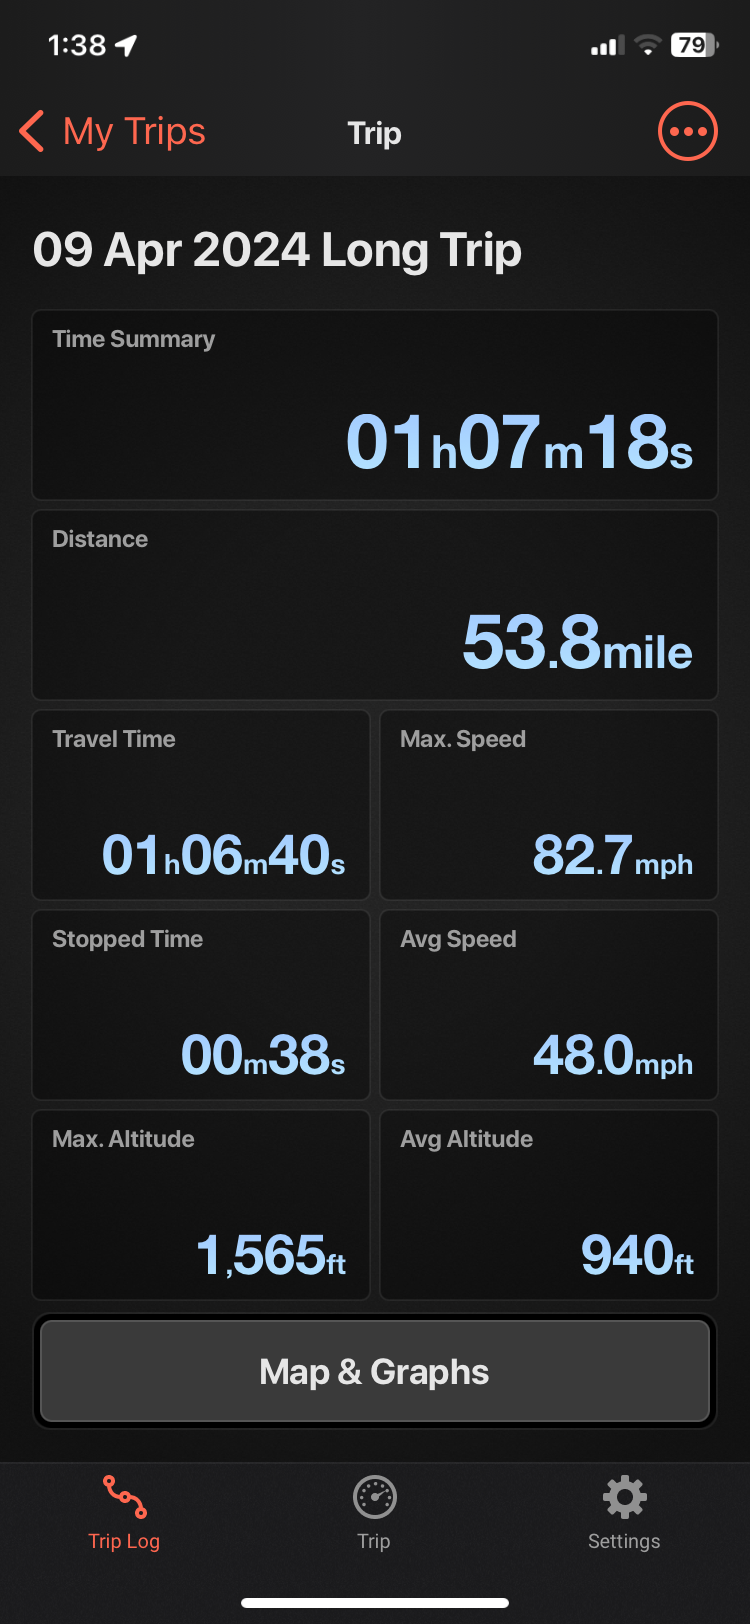 1:38
79
My Trips
Trip
09 Apr 2024 Long Trip
Time Summary
01h07m18s
Distance
53.8mile
Travel Time
01h06m40s
Max. Speed
82.7mph
Stopped Time
00m38s
Avg Speed
48.0mph
Max. Altitude
1,565ft
Avg Altitude
940ft
Map & Graphs
Trip Log
Trip
Settings